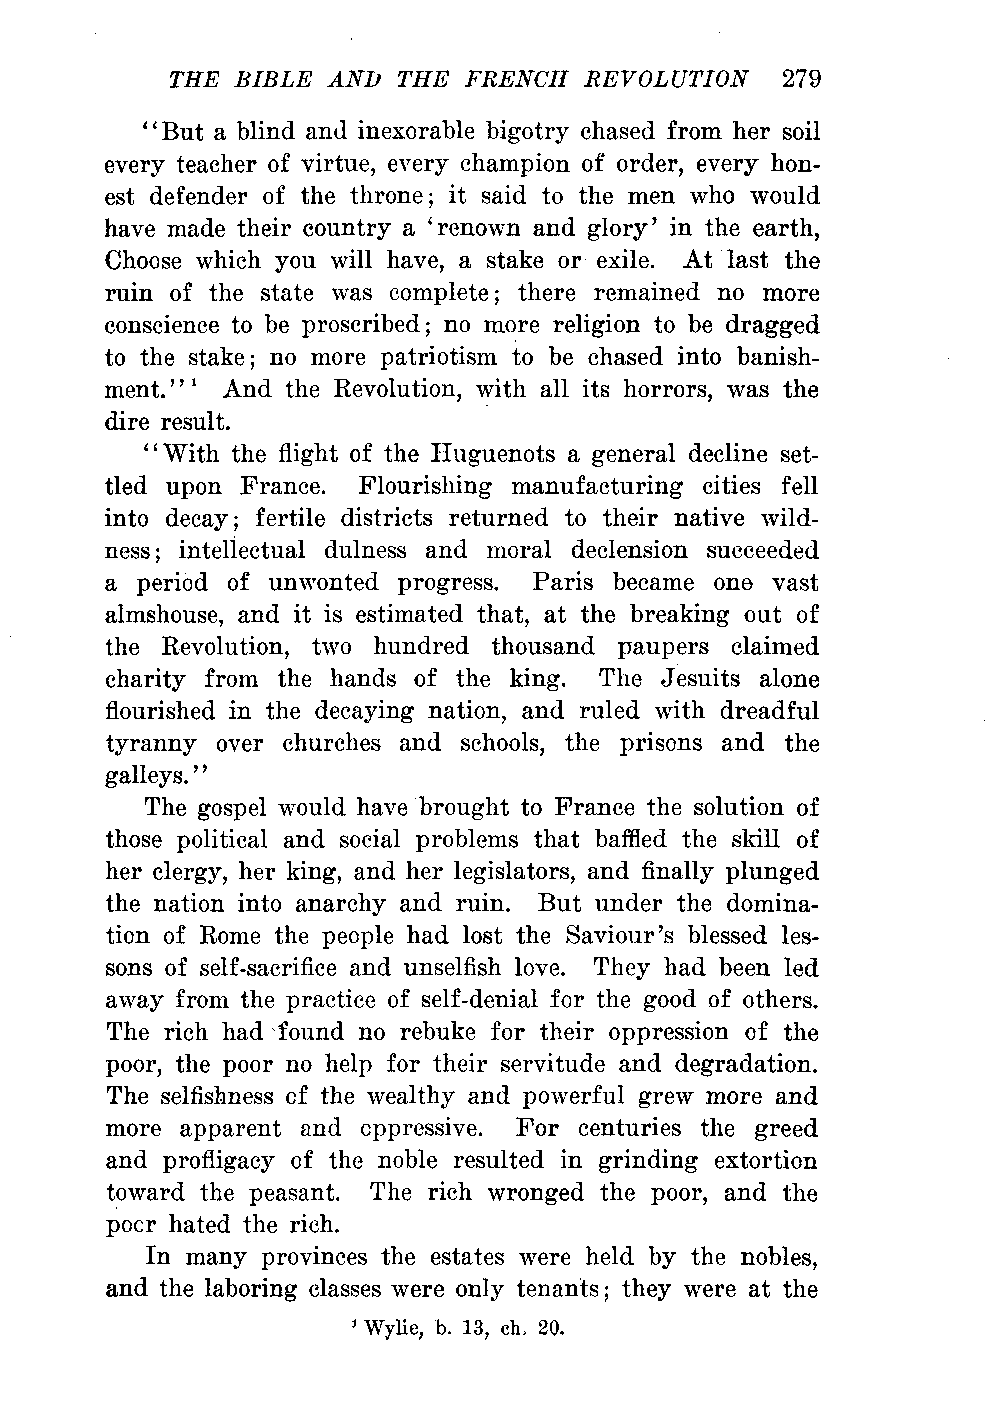 THE BIBLE AND THE FRENCH REVOLUTION 279
"But a blind and inexorable bigotry chased from her soil
every teacher of virtue, every champion of order, every hon-
est defender of the throne; it said to the men who would
have made their country a 'renown and glory' in the earth,
Choose which you will have, a stake or exile. At last the
ruin of the state was complete; there remained no more
conscience to be proscribed; no more religion to be dragged
to the stake; no more patriotism to be chased into banish-
ment."¹ And the Revolution, with all its horrors, was the
dire result.
"With the flight of the Huguenots a general decline set-
tled upon France. Flourishing manufacturing cities fell
into decay; fertile districts returned to their native wild-
ness; intellectual dulness and moral declension succeeded
a period of unwonted progress. Paris became one vast
almshouse, and it is estimated that, at the breaking out of
the Revolution, two hundred thousand paupers claimed
charity from the hands of the king. The Jesuits alone
flourished in the decaying nation, and ruled with dreadful
tyranny over churches and schools, the prisons and the
galleys."
The gospel would have brought to France the solution of
those political and social problems that baffled the skill of
her clergy, her king, and her legislators, and finally plunged
the nation into anarchy and ruin. But under the domina-
tion of Rome the people had lost the Saviour's blessed les-
sons of self-sacrifice and unselfish love. They had been led
away from the practice of self-denial for the good of others.
The rich had found no rebuke for their oppression of the
poor, the poor no help for their servitude and degradation.
The selfishness of the wealthy and powerful grew more and
more apparent and oppressive. For centuries the greed
and profligacy of the noble resulted in grinding extortion
toward the peasant. The rich wronged the poor, and the
poor hated the rich.
In many provinces the estates were held by the nobles,
and the laboring classes were only tenants; they were at the
¹ Wylie, b. 13, ch. 20.